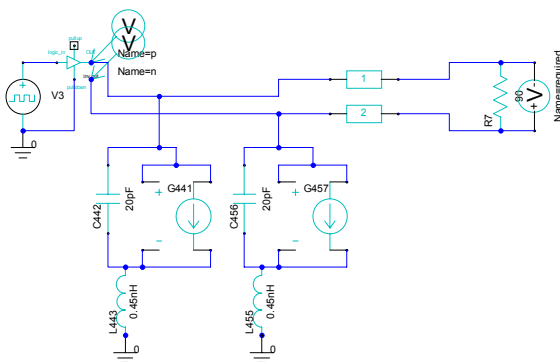 pullup
V
V
logic_in
Out
Name=p
Name=n
pulldown
V3
0
1
2
R7
90
+V-
Name=required
C442
20pF
+
G441
−
C456
20pF
+
G457
−
L443
0.45nH
0
L455
0.45nH
0